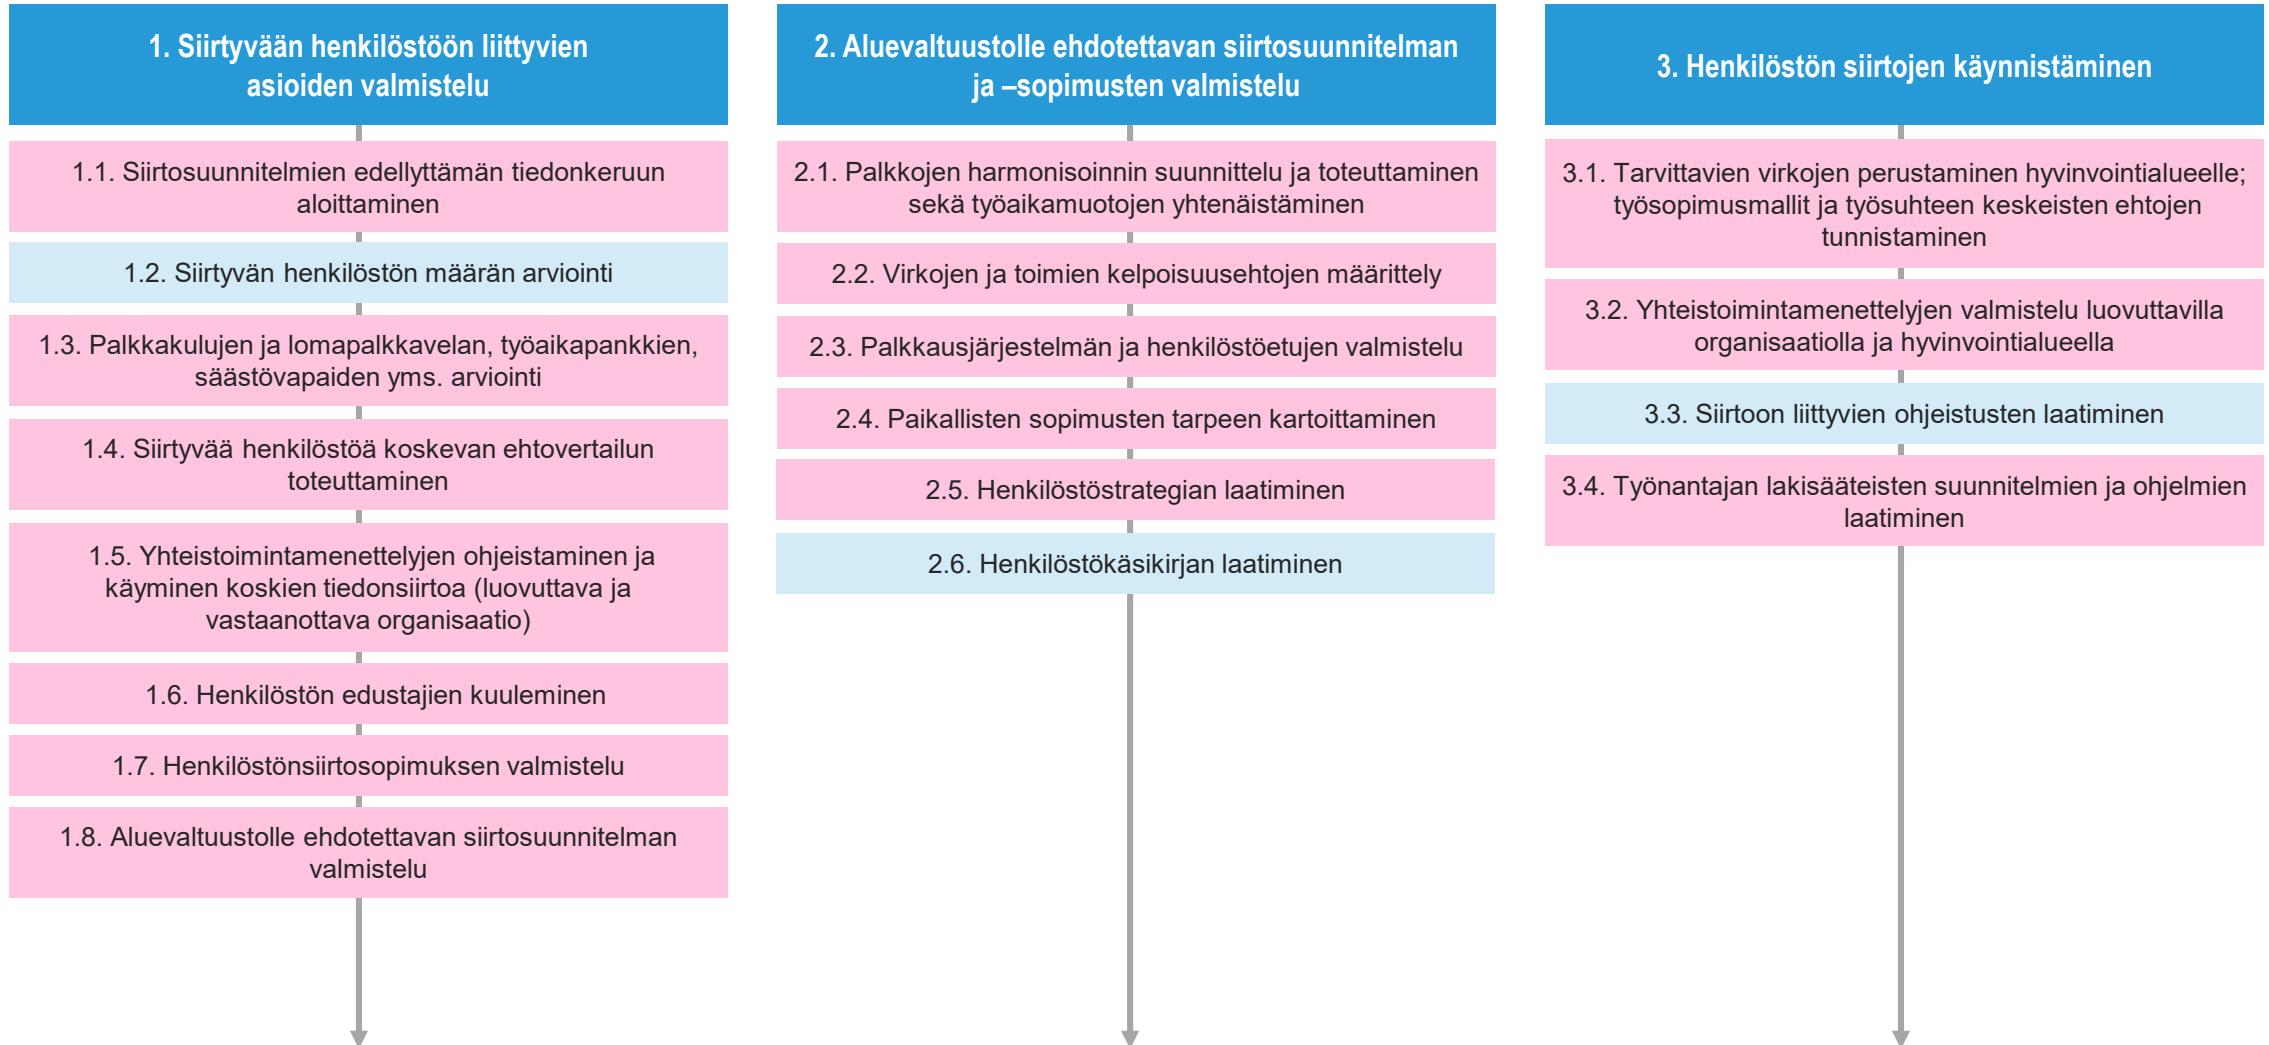 1. Siirtyvään henkilöstöön liittyvien
asioiden valmistelu
1.1. Siirtosuunnitelmien edellyttämän tiedonkeruun
aloittaminen
1.2. Siirtyvän henkilöstön määrän arviointi
1.3. Palkkakulujen ja lomapalkkavelan, työaikapankkien,
säästövapaiden yms. arviointi
1.4. Siirtyvää henkilöstöä koskevan ehtovertailun
toteuttaminen
1.5. Yhteistoimintamenettelyjen ohjeistaminen ja
käyminen koskien tiedonsiirtoa (luovuttava ja
vastaanottava organisaatio)
1.6. Henkilöstön edustajien kuuleminen
1.7. Henkilöstönsiirtosopimuksen valmistelu
1.8. Aluevaltuustolle ehdotettavan siirtosuunnitelman
valmistelu
2. Aluevaltuustolle ehdotettavan siirtosuunnitelman
ja –sopimusten valmistelu
2.1. Palkkojen harmonisoinnin suunnittelu ja toteuttaminen
sekä työaikamuotojen yhtenäistäminen
2.2. Virkojen ja toimien kelpoisuusehtojen määrittely
2.3. Palkkausjärjestelmän ja henkilöstöetujen valmistelu
2.4. Paikallisten sopimusten tarpeen kartoittaminen
2.5. Henkilöstöstrategian laatiminen
2.6. Henkilöstökäsikirjan laatiminen
3. Henkilöstön siirtojen käynnistäminen
3.1. Tarvittavien virkojen perustaminen hyvinvointialueelle;
työsopimusmallit ja työsuhteen keskeisten ehtojen
tunnistaminen
3.2. Yhteistoimintamenettelyjen valmistelu luovuttavilla
organisaatiolla ja hyvinvointialueella
3.3. Siirtoon liittyvien ohjeistusten laatiminen
3.4. Työnantajan lakisääteisten suunnitelmien ja ohjelmien
laatiminen